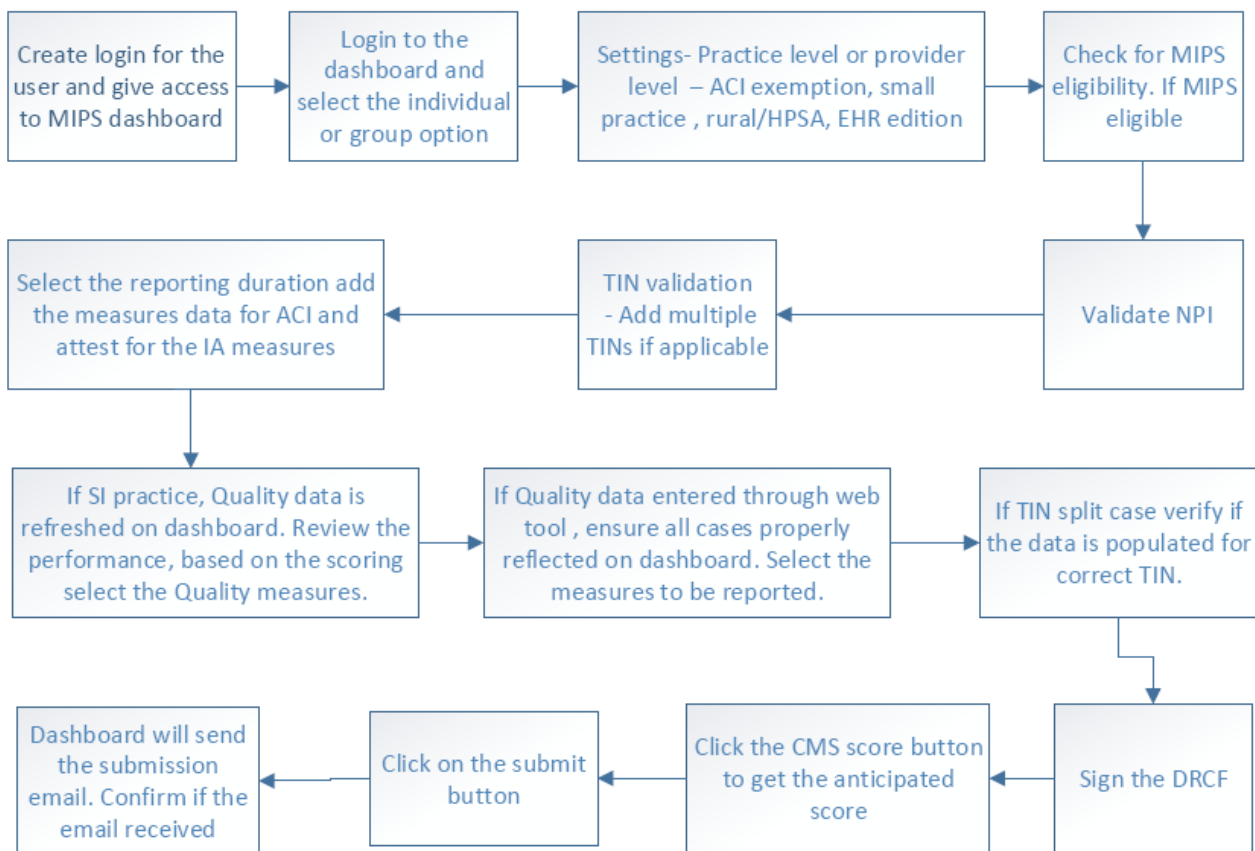 Create login for the
user and give access
to MIPS dashboard
Login to the
dashboard and
select the individual
or group option
Settings- Practice level or provider
level – ACI exemption, small
practice , rural/HPSA, EHR edition
Check for MIPS
eligibility. If MIPS
eligible
Validate NPI
TIN validation
- Add multiple
TINs if applicable
Select the reporting duration add
the measures data for ACI and
attest for the IA measures
If SI practice, Quality data is
refreshed on dashboard. Review the
performance, based on the scoring
select the Quality measures.
If Quality data entered through web
tool , ensure all cases properly
reflected on dashboard. Select the
measures to be reported.
If TIN split case verify if
the data is populated for
correct TIN.
Sign the DRCF
Click the CMS score button
to get the anticipated
score
Click on the submit
button
Dashboard will send
the submission
email. Confirm if the
email received